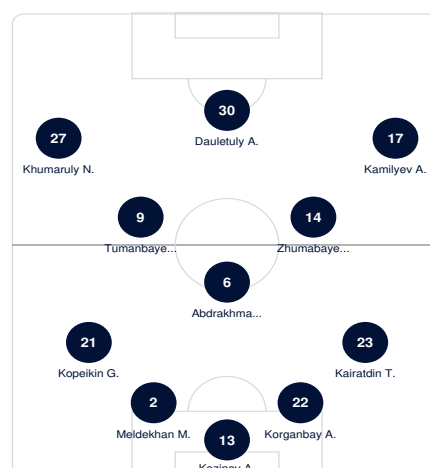 30
Dauletuly A.
27
17
Khumaruly N.
Kamilyev A.
9
14
Tumanbaye...
Zhumabaye...
6
Abdrakhma...
21
23
Kopeikin G.
Kairatdin T.
2
22
Meldekhan M.
Korganbay A.
13